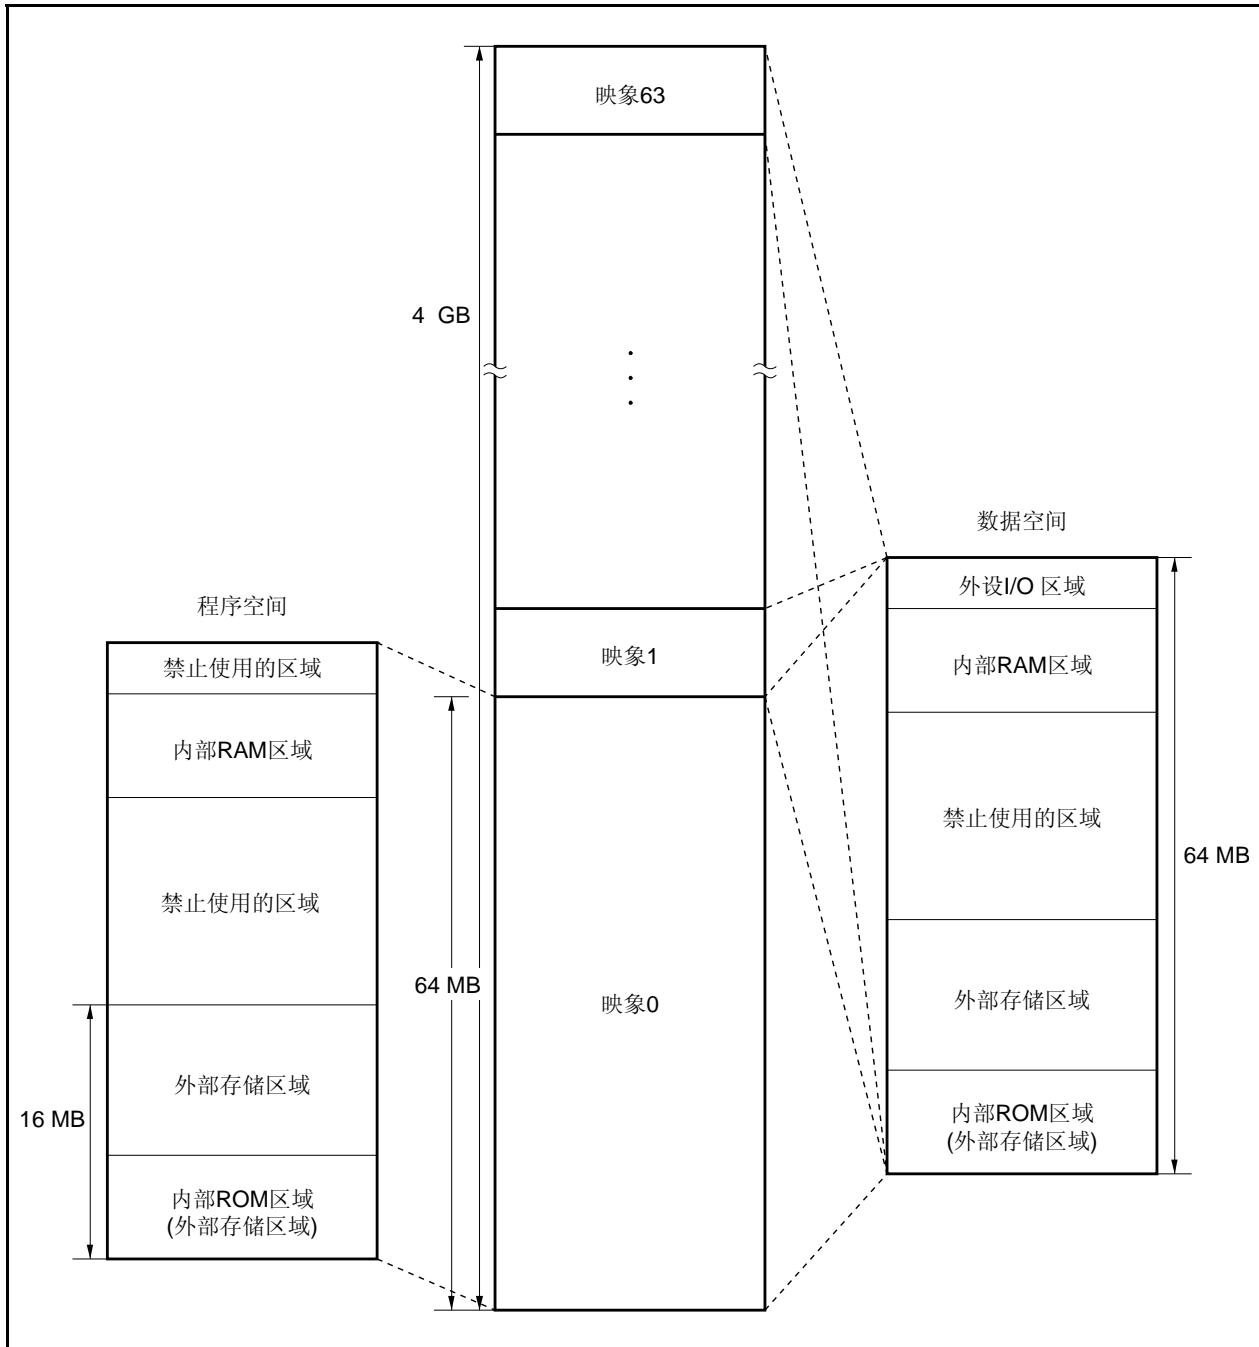 映象63
4 GB
数据空间
外设I/O 区域
程序空间
映象1
内部RAM区域
禁止使用的区域
内部RAM区域
禁止使用的区域
64 MB
禁止使用的区域
64 MB
映象0
外部存储区域
外部存储区域
16 MB
内部ROM区域
(外部存储区域)
内部ROM区域
(外部存储区域)